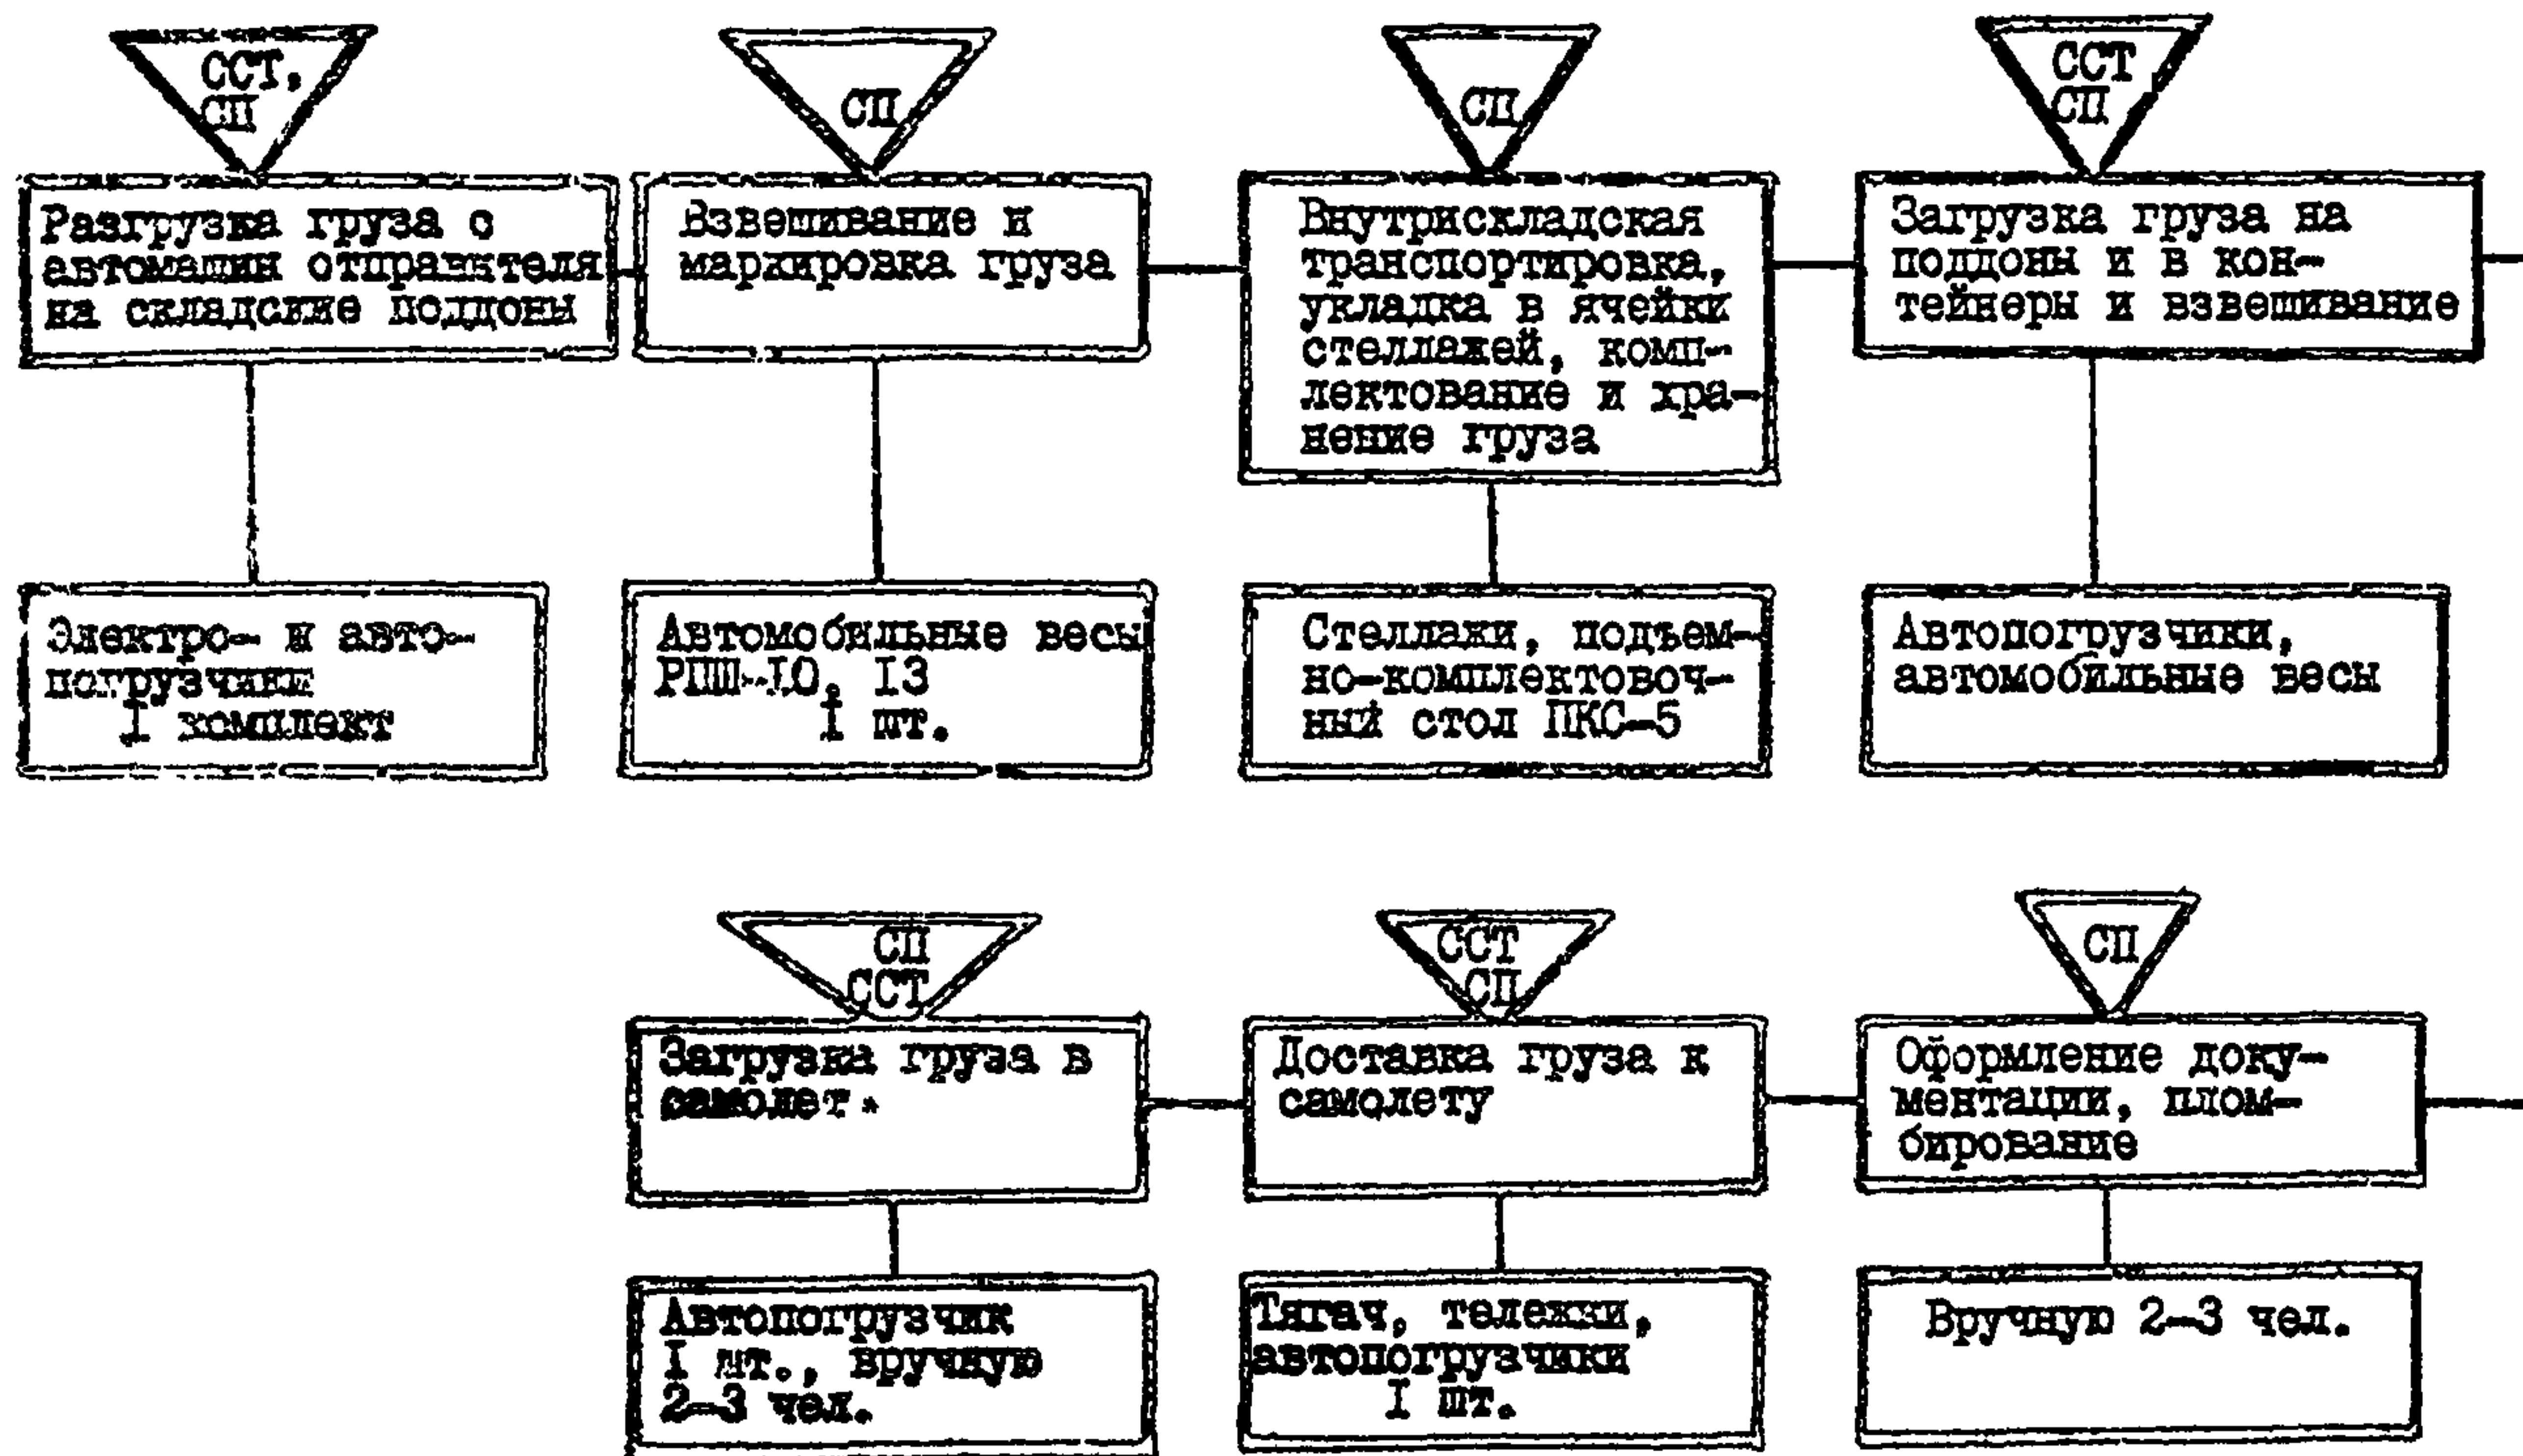 ССТ,
СП
СП
СП
ССТ
СП
Разгрузка груза с
автомашин отправителя
на складские поддоны
Взвешивание и
маркировка груза
Внутрискладская
транспортировка,
укладка в ячейки
стеллажей, комп-
лектование и хра-
нение груза
Загрузка груза на
поддоны и в кон-
тейнеры и взвешивание
Электро- и авто-
погрузчики
I комплект
Автомобильные весы
РПШ-10, 13
I шт.
Стеллажи, подъем-
но-комплектовоч-
ный стол ПКС-5
Автопогрузчики,
автомобильные весы
СП
ССТ
ССТ
СП
СП
Загрузка груза в
самолет.
Доставка груза к
самолету
Оформление доку-
ментации, плом-
бирование
Автопогрузчик
I шт., вручную
2-3 чел.
Тягач, тележки,
автопогрузчики
I шт.
Вручную 2-3 чел.